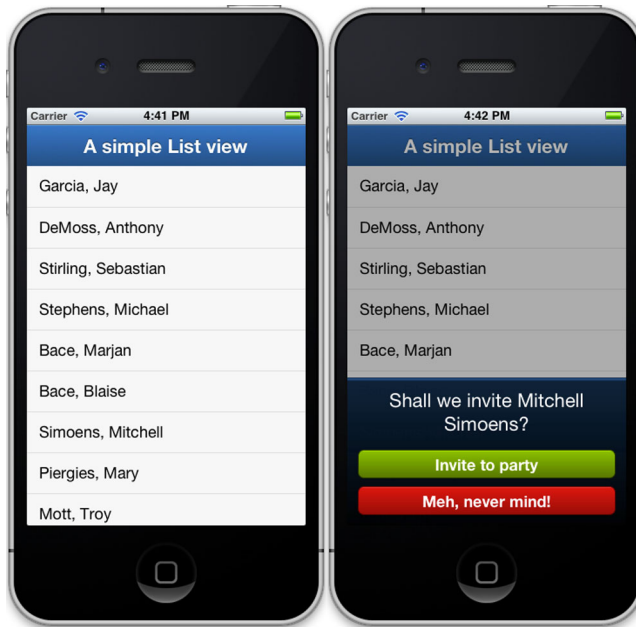 Carrier 4:41 PM
A simple List view
Garcia, Jay
DeMoss, Anthony
Stirling, Sebastian
Stephens, Michael
Bace, Marjan
Bace, Blaise
Simoens, Mitchell
Piergies, Mary
Mott, Troy
Carrier 4:42 PM
A simple List view
Garcia, Jay
DeMoss, Anthony
Stirling, Sebastian
Stephens, Michael
Bace, Marjan
Shall we invite Mitchell
Simoens?
Invite to party
Meh, never mind!